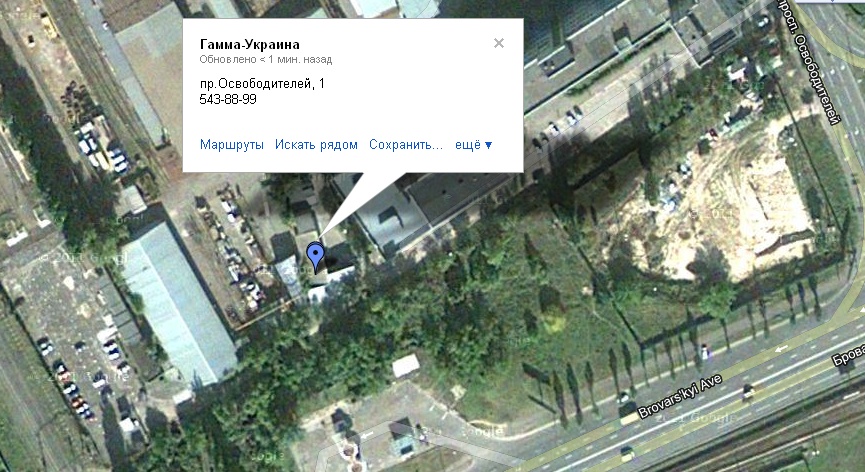 Гамма-Украина
Обновлено < 1 мин. назад
пр.Освободителей, 1
543-88-99
Маршруты Искать рядом Сохранить... ещё ▼
просп. Освободителей
Brovars'kyi Ave
Брова